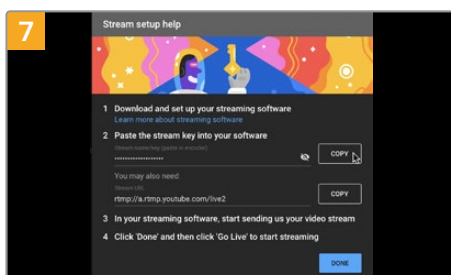 7
Stream setup help
1 Download and set up your streaming software
Learn more about streaming software
2 Paste the stream key into your software
Stream name/key (paste in encoder)
•••••••••••••••••••
COPY
You may also need
Stream URL
rtmp://a.rtmp.youtube.com/live2
COPY
3 In your streaming software, start sending us your video stream
4 Click 'Done' and then click 'Go Live' to start streaming
DONE